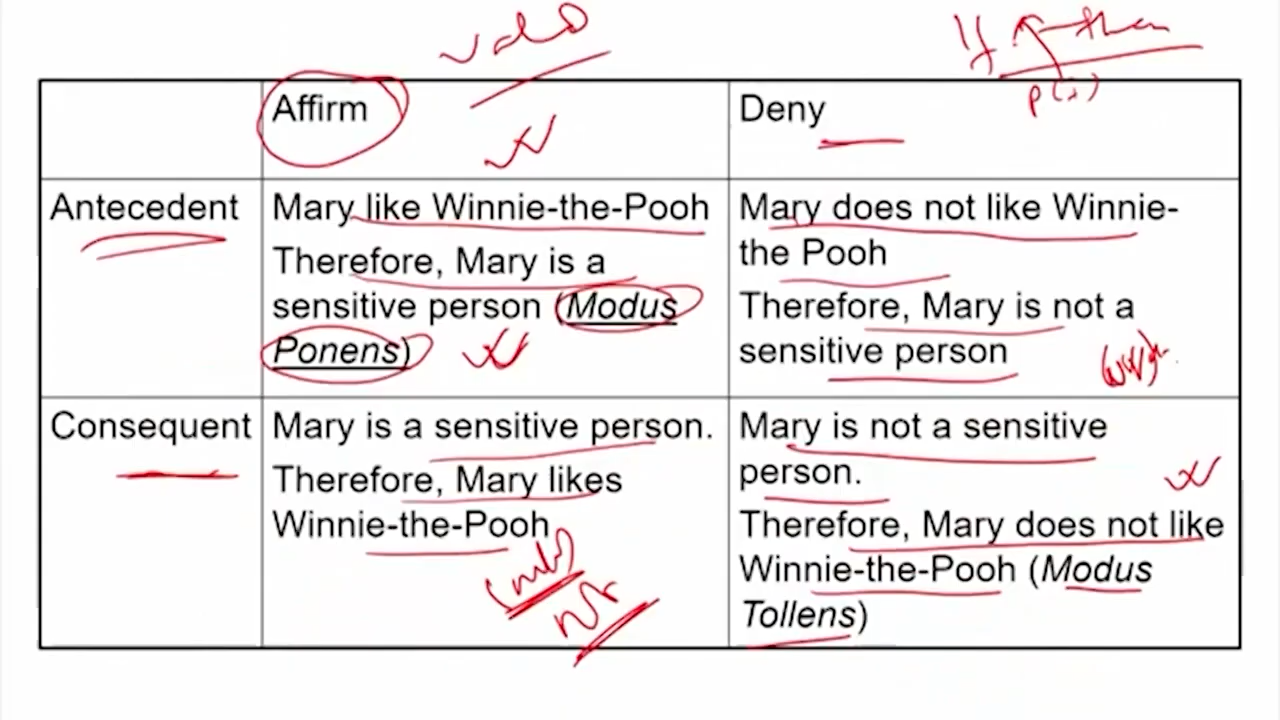 valid
If then
Affirm
Deny
Antecedent
Mary like Winnie-the-Pooh
Therefore, Mary is a
sensitive person (Modus
Ponens)
Mary does not like Winnie-
the Pooh
Therefore, Mary is not a
sensitive person
Consequent
Mary is a sensitive person.
Therefore, Mary likes
Winnie-the-Pooh
Mary is not a sensitive
person.
Therefore, Mary does not like
Winnie-the-Pooh (Modus
Tollens)